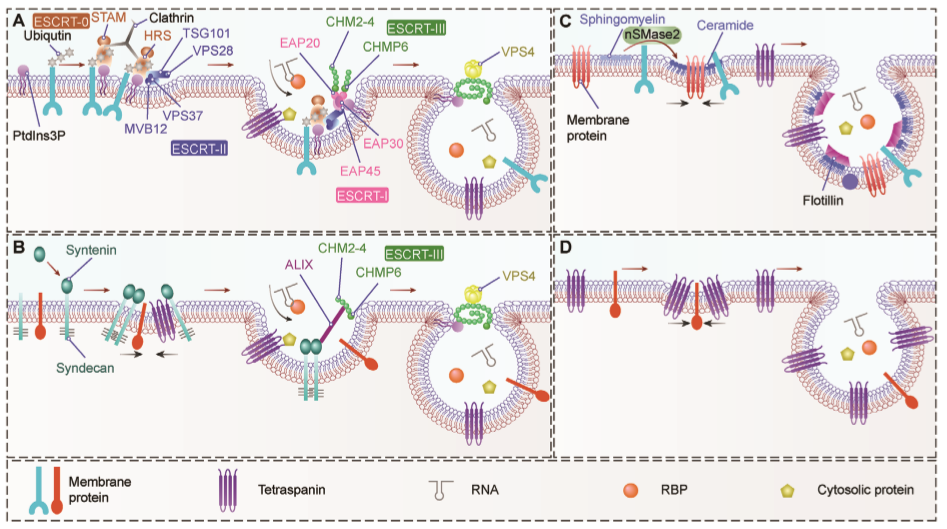 A
ESCRT-0
STAM
Clathrin
Ubiqutin
HRS
TSG101
VPS28
VPS37
MVB12
PtdIns3P
ESCRT-II
CHM2-4
ESCRT-III
EAP20
CHMP6
VPS4
EAP30
EAP45
ESCRT-I
C
Sphingomyelin
nSMase2
Ceramide
Membrane
protein
Flotillin
B
Syntenin
Syndecan
CHM2-4
ESCRT-III
ALIX
CHMP6
VPS4
D
Membrane
protein
Tetraspanin
RNA
RBP
Cytosolic protein